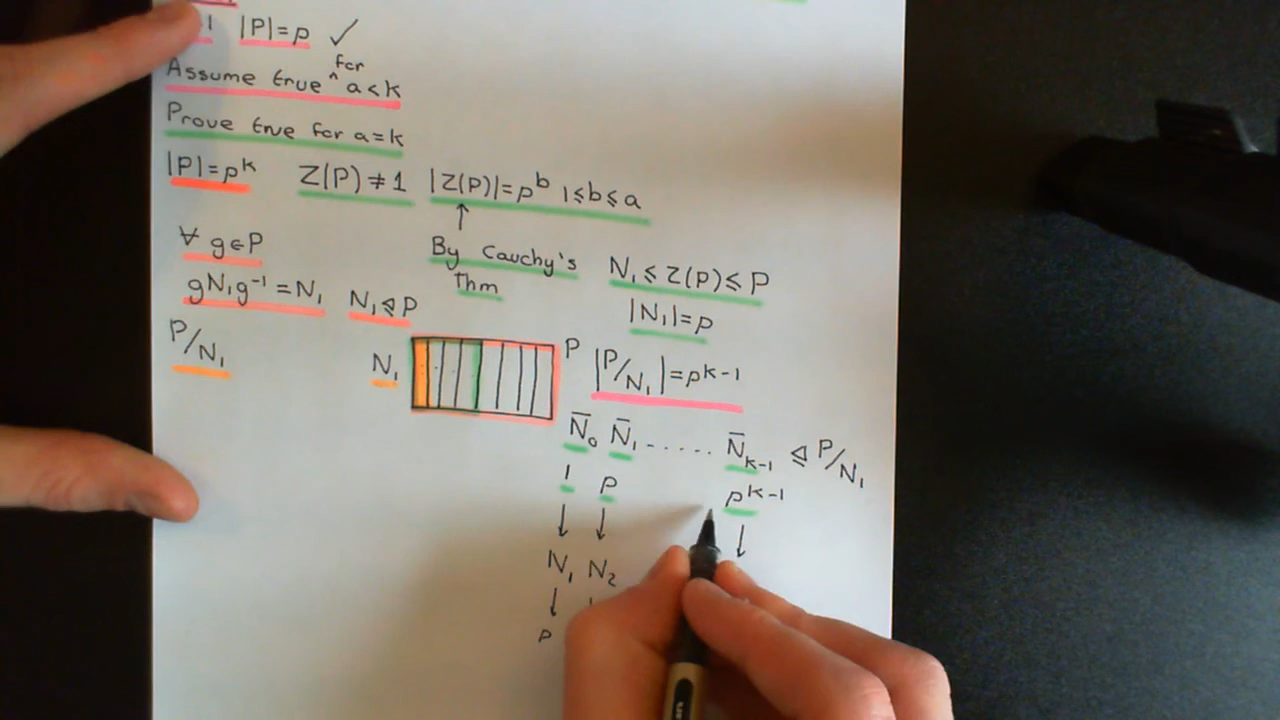 1 |P|=p ✓
for
Assume true ^ a<k
Prove true for a=k
|P|=p^k Z(P)≠1 |Z(P)|=p^b 1≤b≤a
↑
∀ g∈P By Cauchy's Thm N₁≤Z(P)≤P
gN₁g⁻¹=N₁ N₁⊴P |N₁|=p
P/N₁ N₁ P |P/N₁|=p^k-1
N̄₀ N̄₁ ...... N̄k-1 ⊴ P/N₁
1 p p^k-1
↓ ↓ ↓
N₁ N₂
↓
p